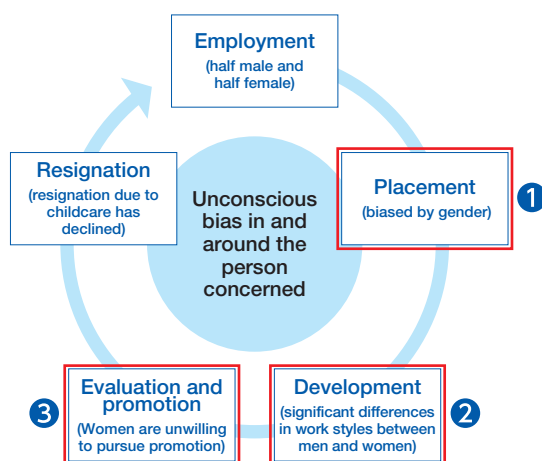 Employment
(half male and
half female)
Resignation
(resignation due to
childcare has
declined)
Unconscious
bias in and
around the
person
concerned
Placement
(biased by gender)
1
3
Evaluation and
promotion
(Women are unwilling
to pursue promotion)
Development
(significant differences
in work styles between
men and women)
2